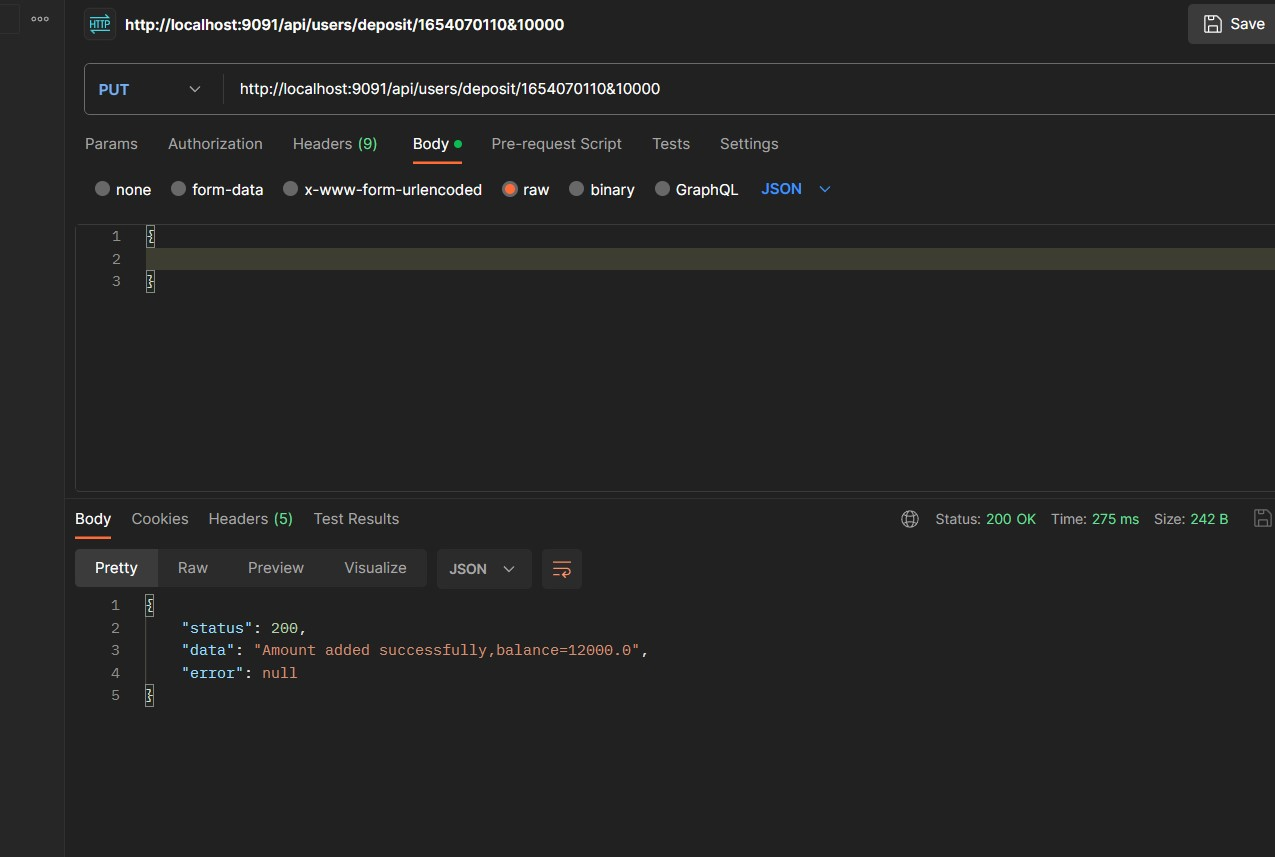 HTTP http://localhost:9091/api/users/deposit/1654070110&10000 Save
PUT http://localhost:9091/api/users/deposit/1654070110&10000
Params Authorization Headers (9) Body Pre-request Script Tests Settings
none form-data x-www-form-urlencoded raw binary GraphQL JSON
1 {
2
3 }
Body Cookies Headers (5) Test Results Status: 200 OK Time: 275 ms Size: 242 B
Pretty Raw Preview Visualize JSON
1 {
2 "status": 200,
3 "data": "Amount added successfully,balance=12000.0",
4 "error": null
5 }